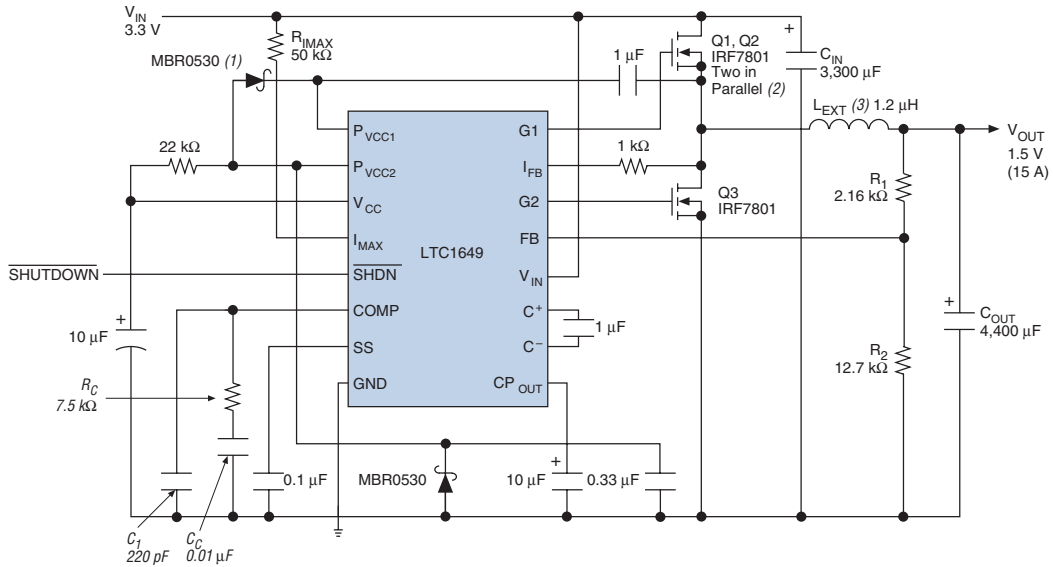 V_IN
3.3 V
R_IMAX
50 kΩ
MBR0530 (1)
1 μF
Q1, Q2
IRF7801
Two in
Parallel (2)
+
C_IN
3,300 μF
L_EXT (3) 1.2 μH
V_OUT
1.5 V
(15 A)
22 kΩ
P_VCC1
P_VCC2
V_CC
I_MAX
SHDN
COMP
SS
GND
LTC1649
G1
I_FB
G2
FB
V_IN
C+
C−
CP_OUT
1 kΩ
Q3
IRF7801
R_1
2.16 kΩ
SHUTDOWN
+
10 μF
1 μF
R_2
12.7 kΩ
+
C_OUT
4,400 μF
R_C
7.5 kΩ
0.1 μF
MBR0530
+
10 μF
0.33 μF
C_1
220 pF
C_C
0.01 μF